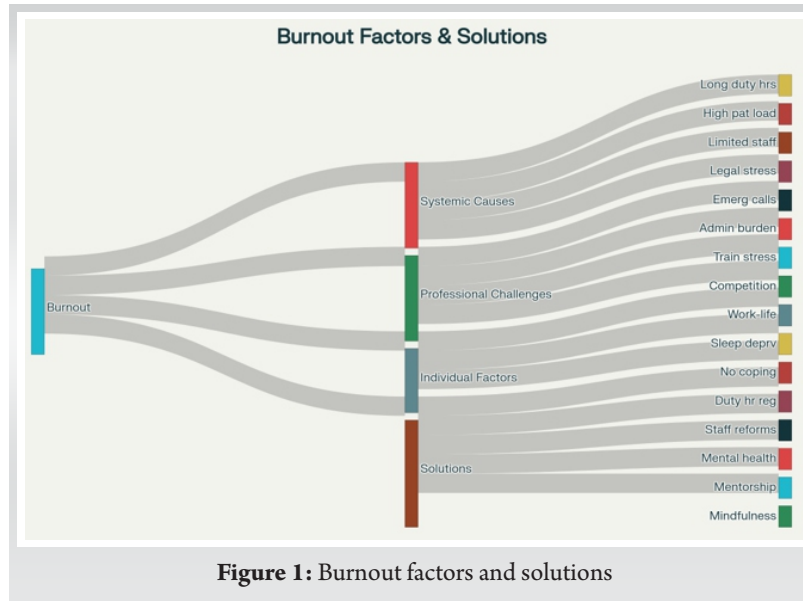 Burnout Factors & Solutions
Burnout
Systemic Causes
Professional Challenges
Individual Factors
Solutions
Long duty hrs
High pat load
Limited staff
Legal stress
Emerg calls
Admin burden
Train stress
Competition
Work-life
Sleep deprv
No coping
Duty hr reg
Staff reforms
Mental health
Mentorship
Mindfulness
Figure 1: Burnout factors and solutions